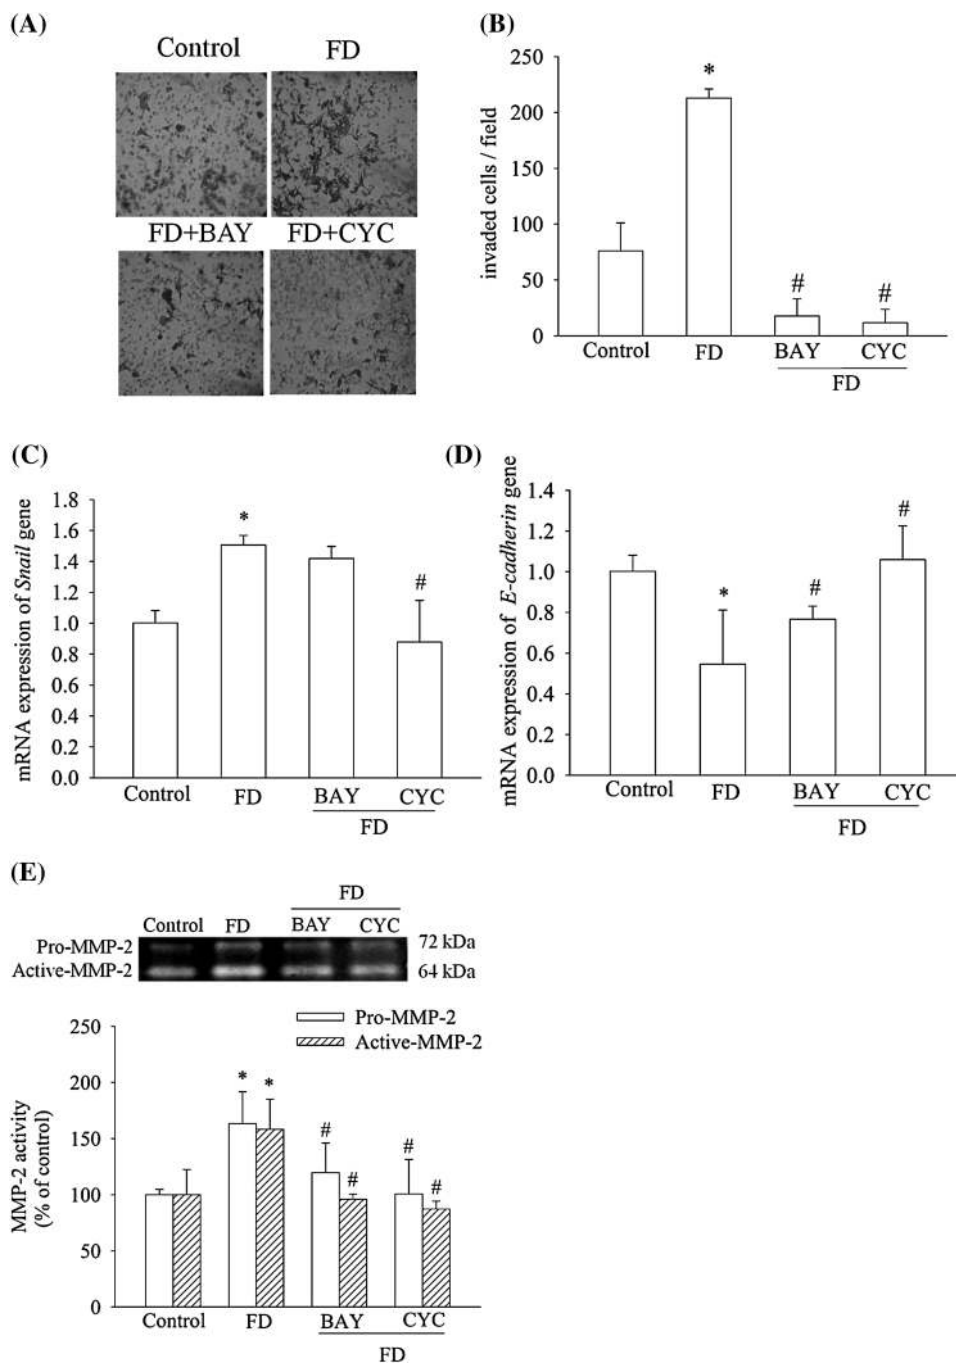 (A)
Control FD
FD+BAY FD+CYC
(B)
invaded cells / field
250
200
150
100
50
0
*
#
#
Control FD BAY CYC
FD
(C)
mRNA expression of Snail gene
1.8
1.6
1.4
1.2
1.0
0.8
0.6
0.4
0.2
0.0
*
#
Control FD BAY CYC
FD
(D)
mRNA expression of E-cadherin gene
1.4
1.2
1.0
0.8
0.6
0.4
0.2
0.0
*
#
#
Control FD BAY CYC
FD
(E)
FD
Control FD BAY CYC
Pro-MMP-2 72 kDa
Active-MMP-2 64 kDa
Pro-MMP-2
Active-MMP-2
MMP-2 activity
(% of control)
250
200
150
100
50
0
* *
# #
# #
Control FD BAY CYC
FD